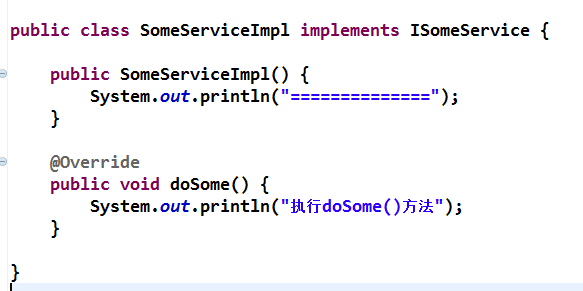 public class SomeServiceImpl implements ISomeService {
public SomeServiceImpl() {
System.out.println("==============");
}
@Override
public void doSome() {
System.out.println("执行doSome()方法");
}
}